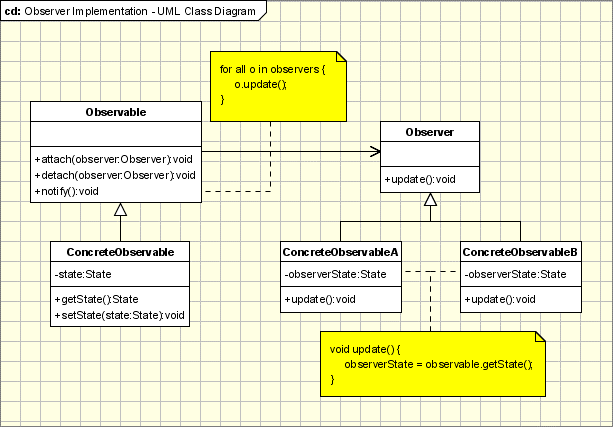 cd: Observer Implementation - UML Class Diagram
for all o in observers {
o.update();
}
Observable
+attach(observer:Observer):void
+detach(observer:Observer):void
+notify():void
Observer
+update():void
ConcreteObservable
-state:State
+getState():State
+setState(state:State):void
ConcreteObservableA
-observerState:State
+update():void
ConcreteObservableB
-observerState:State
+update():void
void update() {
observerState = observable.getState();
}